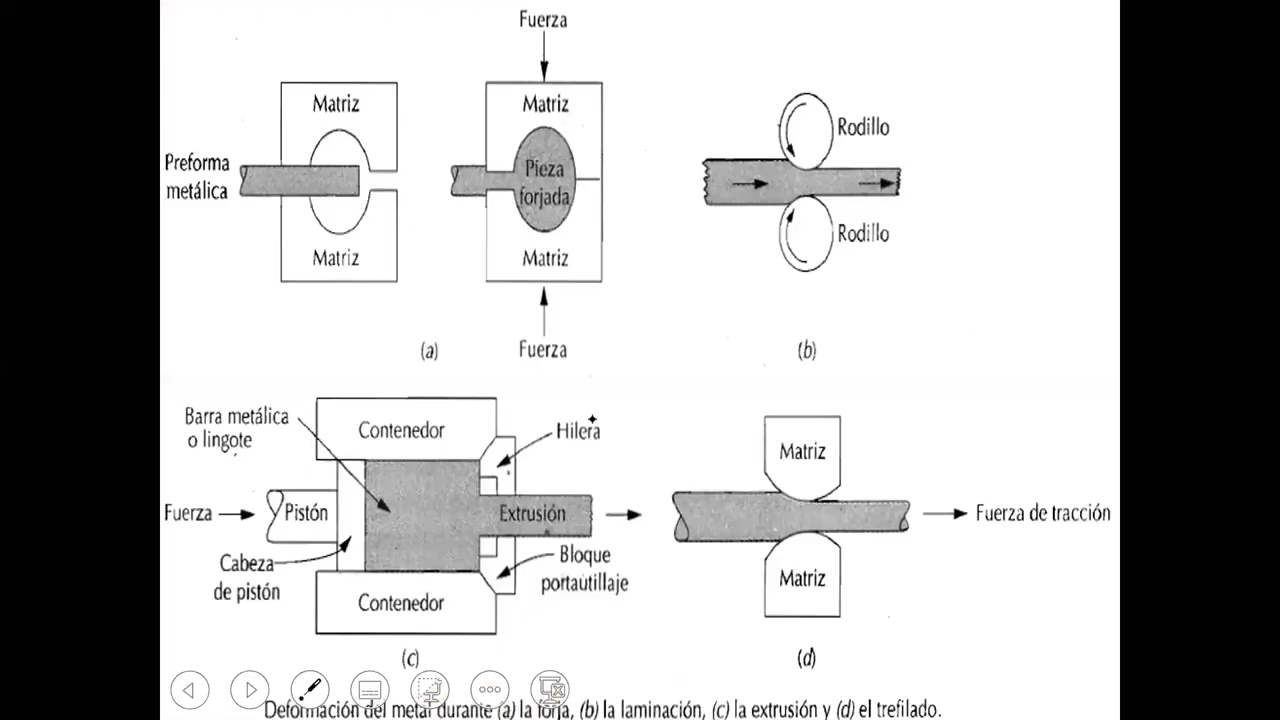 Fuerza
Matriz
Matriz
Preforma
metálica
Pieza
forjada
Matriz
Matriz
Fuerza
(a)
Rodillo
Rodillo
(b)
Barra metálica
o lingote
Contenedor
Hilera
Fuerza
Pistón
Extrusión
Cabeza
de pistón
Bloque
portautillaje
Contenedor
(c)
Matriz
Fuerza de tracción
Matriz
(d)
Deformación del metal durante (a) la forja, (b) la laminación, (c) la extrusión y (d) el trefilado.